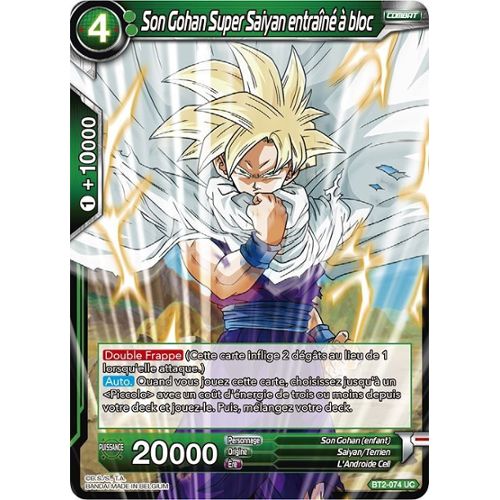 4
Son Gohan Super Saiyan entraîné à bloc
COMBAT
1 +10000
Double Frappe (Cette carte inflige 2 dégâts au lieu de 1
lorsqu'elle attaque.)
Auto. Quand vous jouez cette carte, choisissez jusqu'à un
<Piccolo> avec un coût d'énergie de trois ou moins depuis
votre deck et jouez-le. Puis, mélangez votre deck.
PUISSANCE 20000
Personnage Son Gohan (enfant)
Origine Saiyan/Terrien
Ère L'Androïde Cell
©B.S./S., T.A.
BANDAI MADE IN BELGIUM
BT2-074 UC